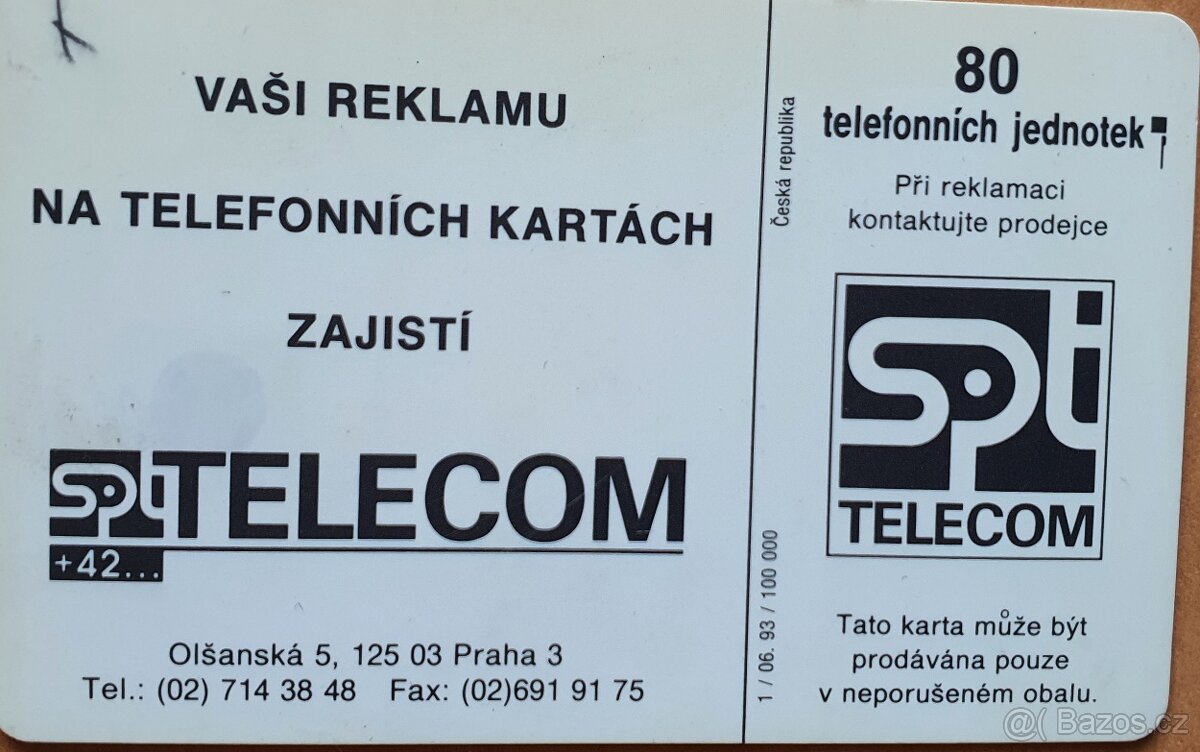 VAŠI REKLAMU
NA TELEFONNÍCH KARTÁCH
ZAJISTÍ
spt TELECOM
+42...
Olšanská 5, 125 03 Praha 3
Tel.: (02) 714 38 48 Fax: (02)691 91 75
Česká republika
1 / 06. 93 / 100 000
80
telefonních jednotek
Při reklamaci
kontaktujte prodejce
spt
TELECOM
Tato karta může být
prodávána pouze
v neporušeném obalu.
@( Bazos.cz